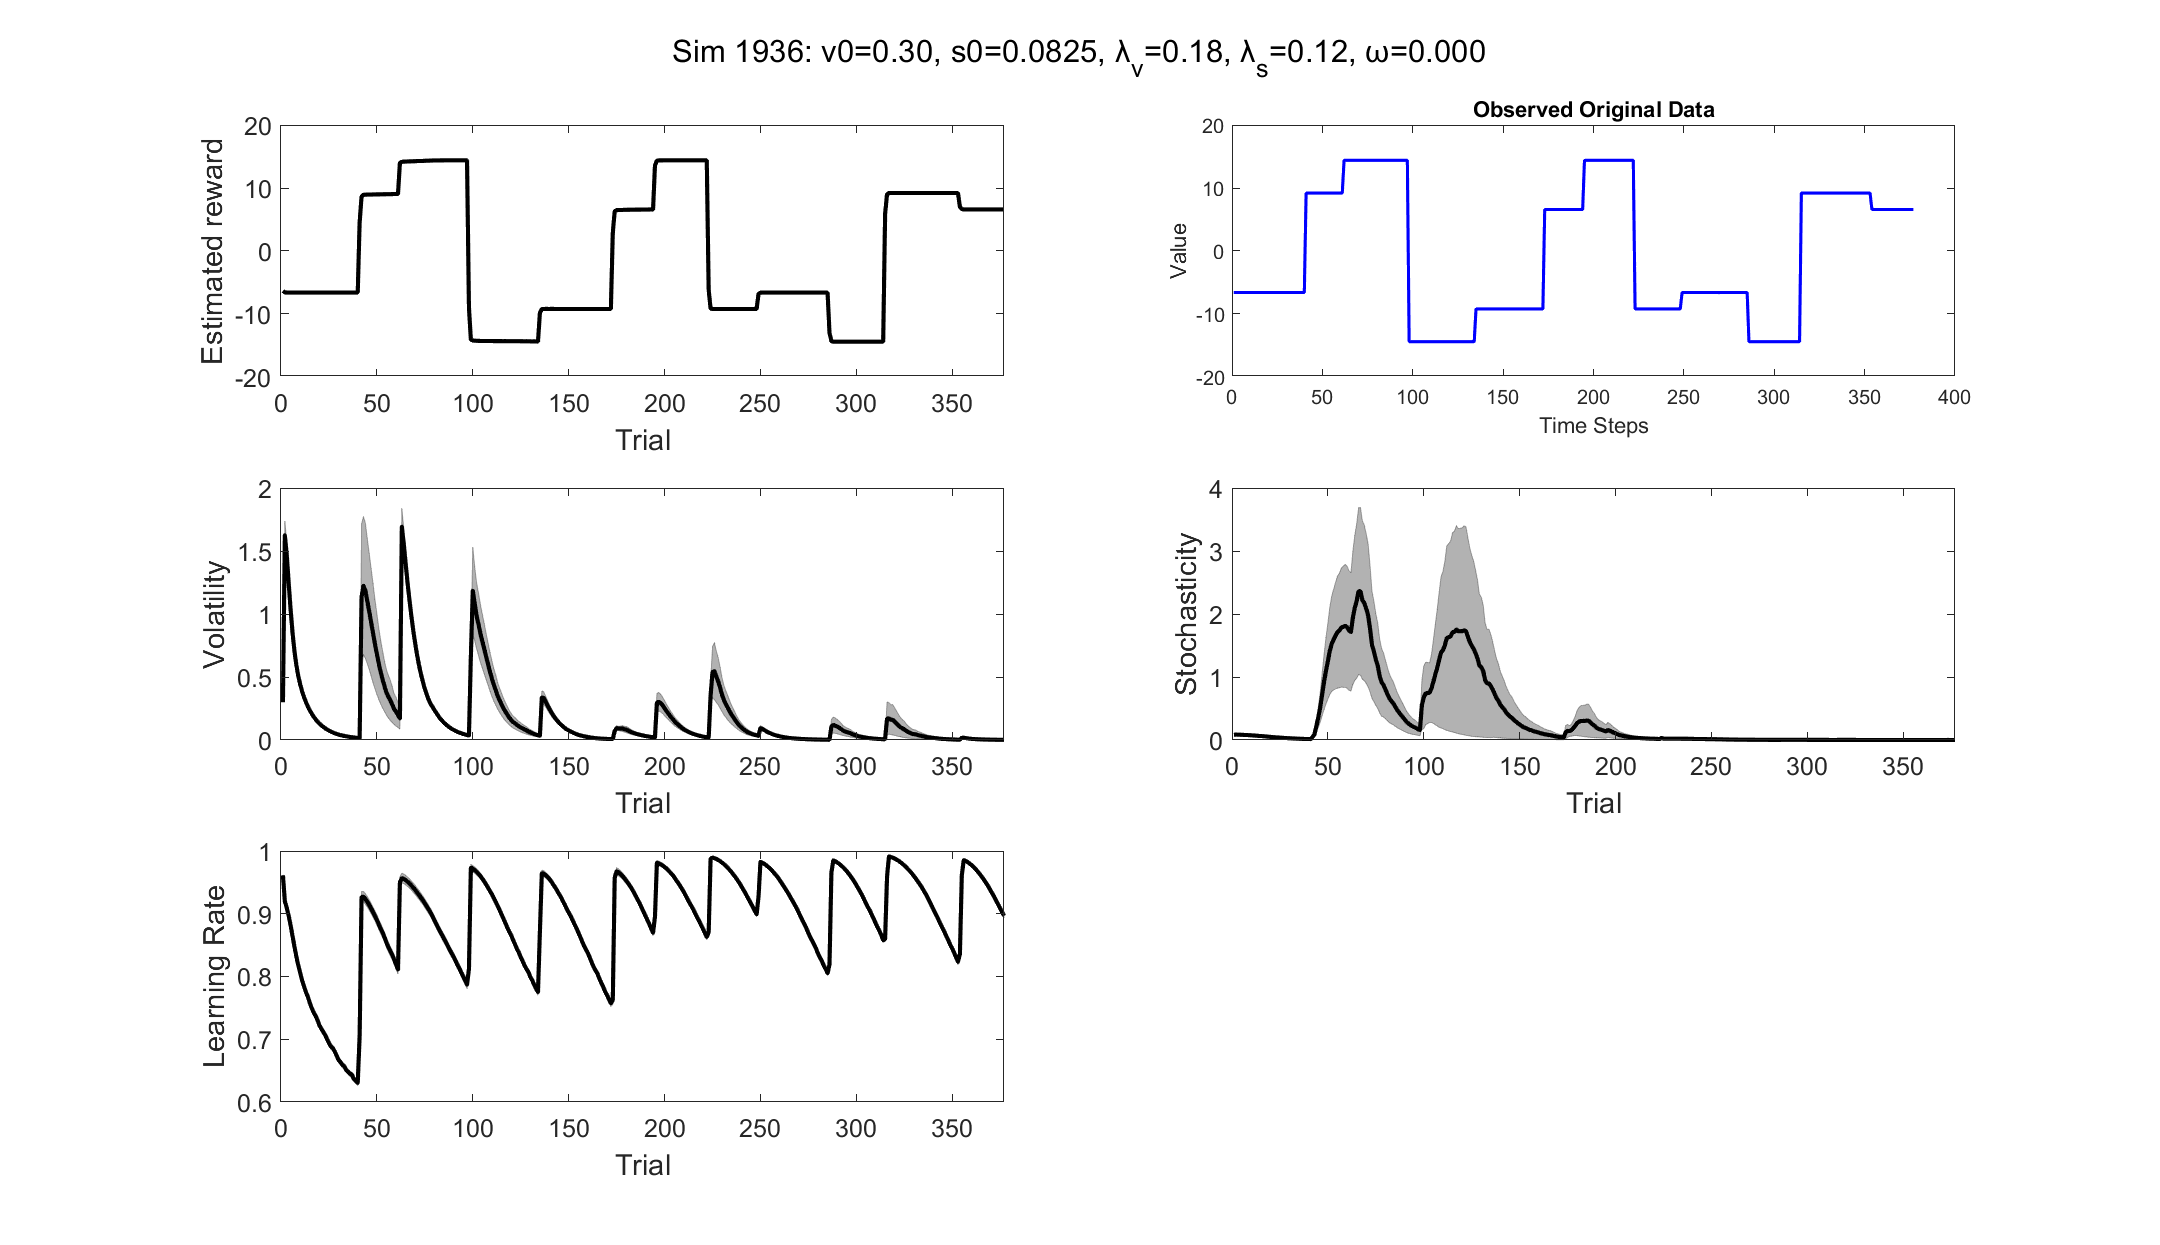 Sim 1936: v0=0.30, s0=0.0825, λv=0.18, λs=0.12, ω=0.000
20
10
0
-10
-20
Estimated reward
0 50 100 150 200 250 300 350
Trial
Observed Original Data
20
10
0
-10
-20
Value
0 50 100 150 200 250 300 350 400
Time Steps
2
1.5
1
0.5
0
Volatility
0 50 100 150 200 250 300 350
Trial
4
3
2
1
0
Stochasticity
0 50 100 150 200 250 300 350
Trial
1
0.9
0.8
0.7
0.6
Learning Rate
0 50 100 150 200 250 300 350
Trial